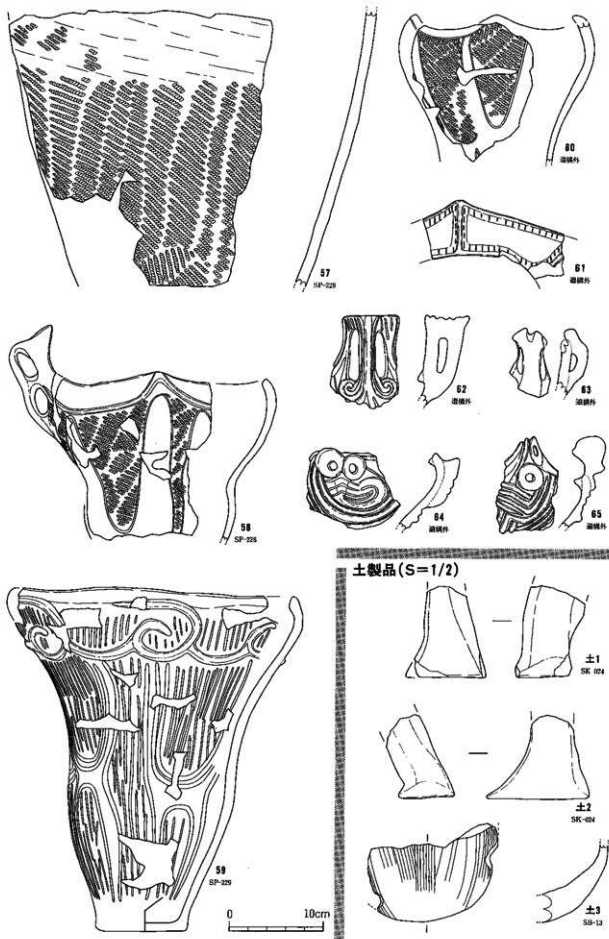 57
SP-228
60
遺構外
61
遺構外
62
遺構外
63
遺構外
58
SP-228
64
遺構外
65
遺構外
土製品(S=1/2)
土1
SK-024
土2
SK-024
59
SP-229
0 10cm
土3
SB-13